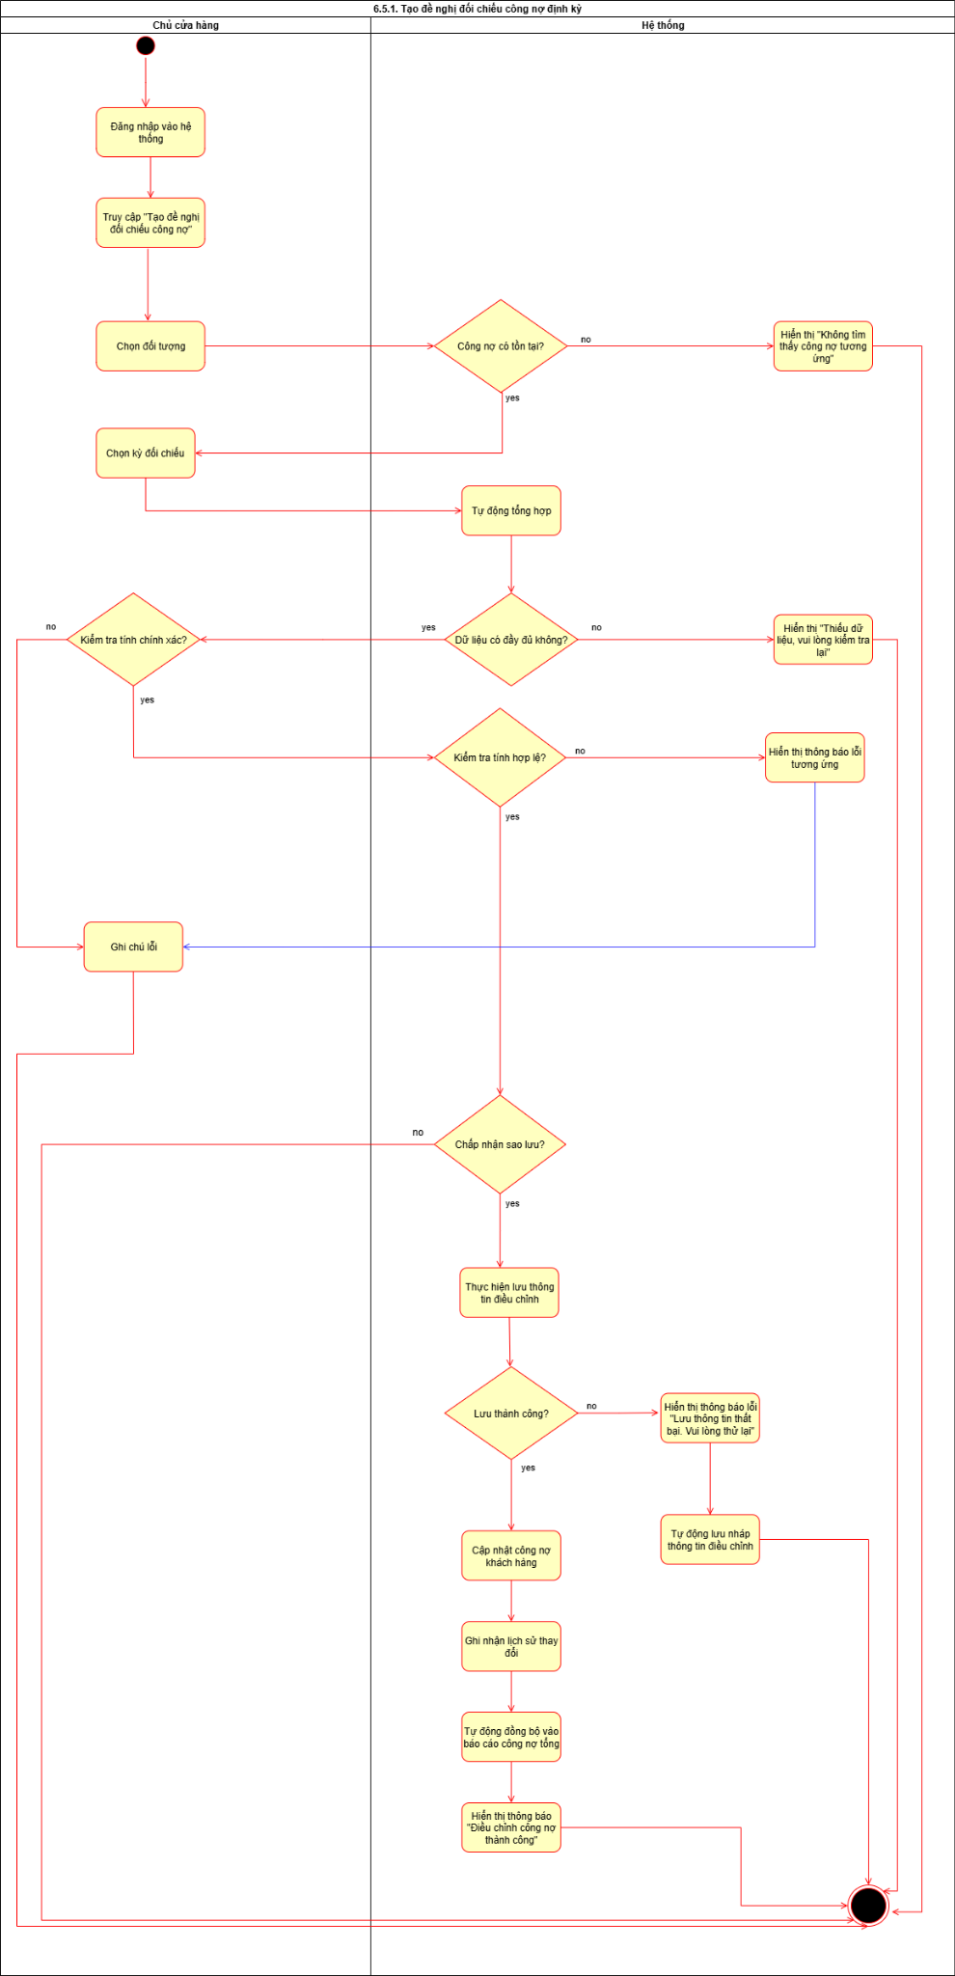 6.5.1. Tạo đề nghị đối chiếu công nợ định kỳ
Chủ cửa hàng
Hệ thống
Đăng nhập vào hệ
thống
Truy cập "Tạo đề nghị
đối chiếu công nợ"
Chọn đối tượng
Công nợ có tồn tại?
no
Hiển thị "Không tìm
thấy công nợ tương
ứng"
yes
Chọn kỳ đối chiếu
Tự động tổng hợp
no
Kiểm tra tính chính xác?
yes
Dữ liệu có đầy đủ không?
no
Hiển thị "Thiếu dữ
liệu, vui lòng kiểm tra
lại"
yes
Kiểm tra tính hợp lệ?
no
Hiển thị thông báo lỗi
tương ứng
yes
Ghi chú lỗi
no
Chấp nhận sao lưu?
yes
Thực hiện lưu thông
tin điều chỉnh
Lưu thành công?
no
Hiển thị thông báo lỗi
"Lưu thông tin thất
bại. Vui lòng thử lại"
yes
Tự động lưu nháp
thông tin điều chỉnh
Cập nhật công nợ
khách hàng
Ghi nhận lịch sử thay
đổi
Tự động đồng bộ vào
báo cáo công nợ tổng
Hiển thị thông báo
"Điều chỉnh công nợ
thành công"